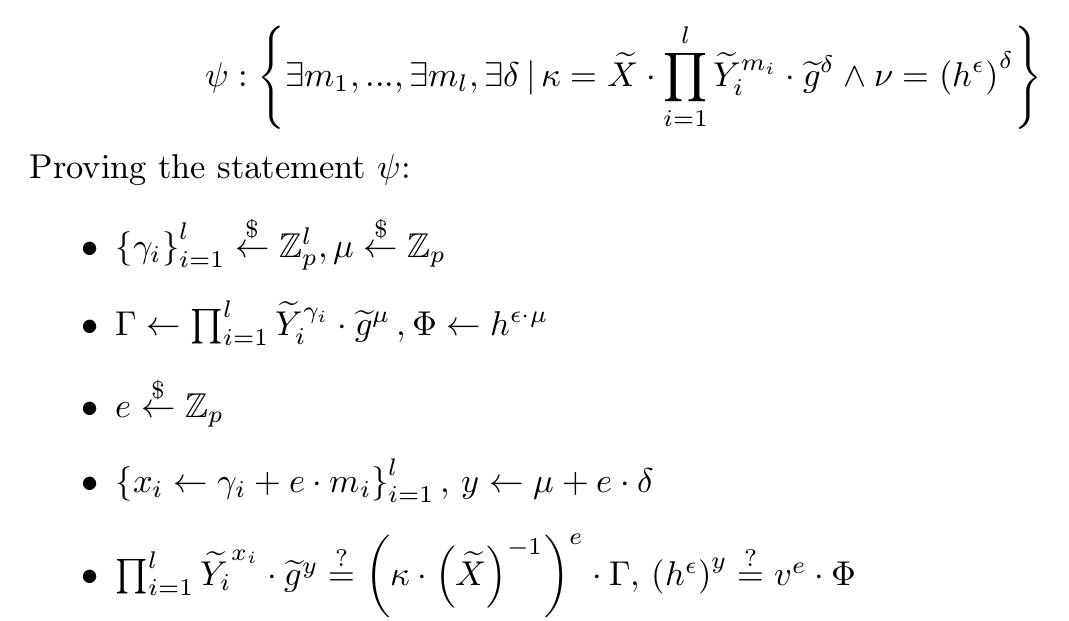 ψ : { ∃m₁, ..., ∃m_l, ∃δ | κ = X̃ · ∏_{i=1}^{l} Ỹ_i^{m_i} · g̃^δ ∧ ν = (h^ϵ)^δ }
Proving the statement ψ:
• {γ_i}_{i=1}^{l} ←$ ℤ_p^l, μ ←$ ℤ_p
• Γ ← ∏_{i=1}^{l} Ỹ_i^{γ_i} · g̃^μ , Φ ← h^{ϵ·μ}
• e ←$ ℤ_p
• {x_i ← γ_i + e · m_i}_{i=1}^{l} , y ← μ + e · δ
• ∏_{i=1}^{l} Ỹ_i^{x_i} · g̃^y =? (κ · (X̃)^{−1})^e · Γ, (h^ϵ)^y =? v^e · Φ